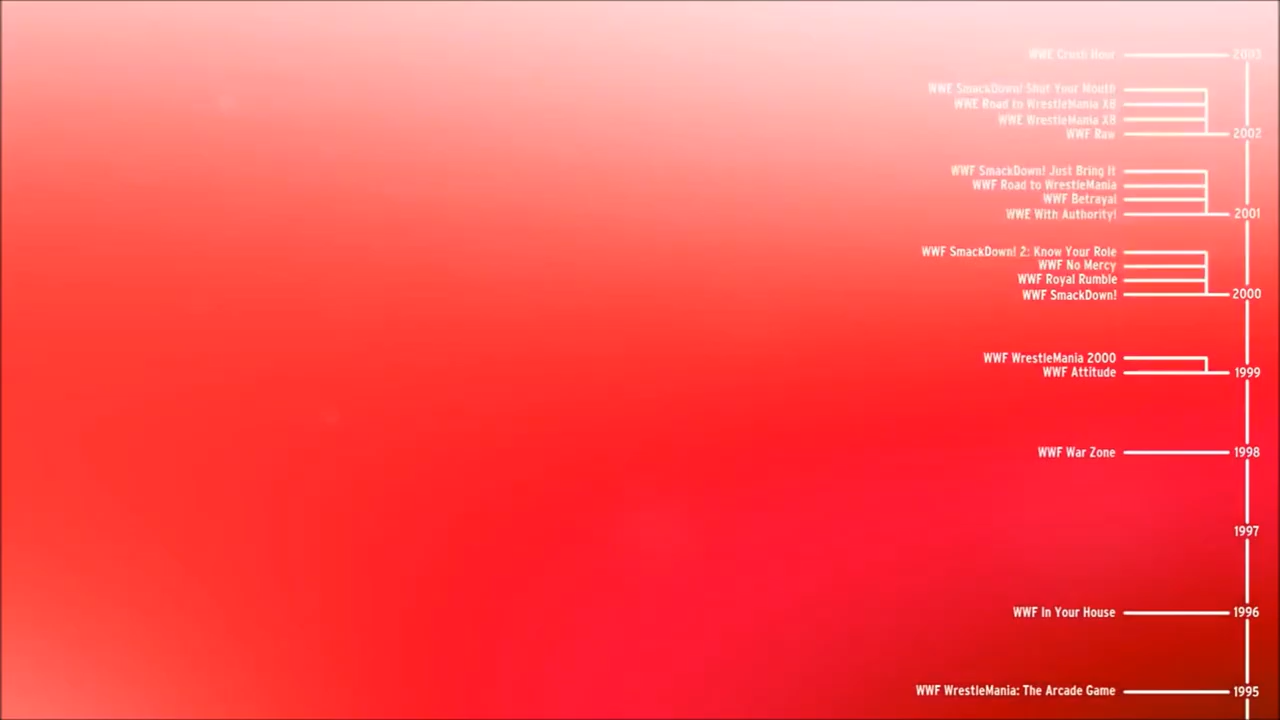 WWE Crush Hour 2003
WWE SmackDown! Shut Your Mouth
WWE Road to WrestleMania X8
WWE WrestleMania X8
WWF Raw 2002
WWF SmackDown! Just Bring It
WWF Road to WrestleMania
WWF Betrayal
WWE With Authority! 2001
WWF SmackDown! 2: Know Your Role
WWF No Mercy
WWF Royal Rumble
WWF SmackDown! 2000
WWF WrestleMania 2000
WWF Attitude 1999
WWF War Zone 1998
1997
WWF In Your House 1996
WWF WrestleMania: The Arcade Game 1995